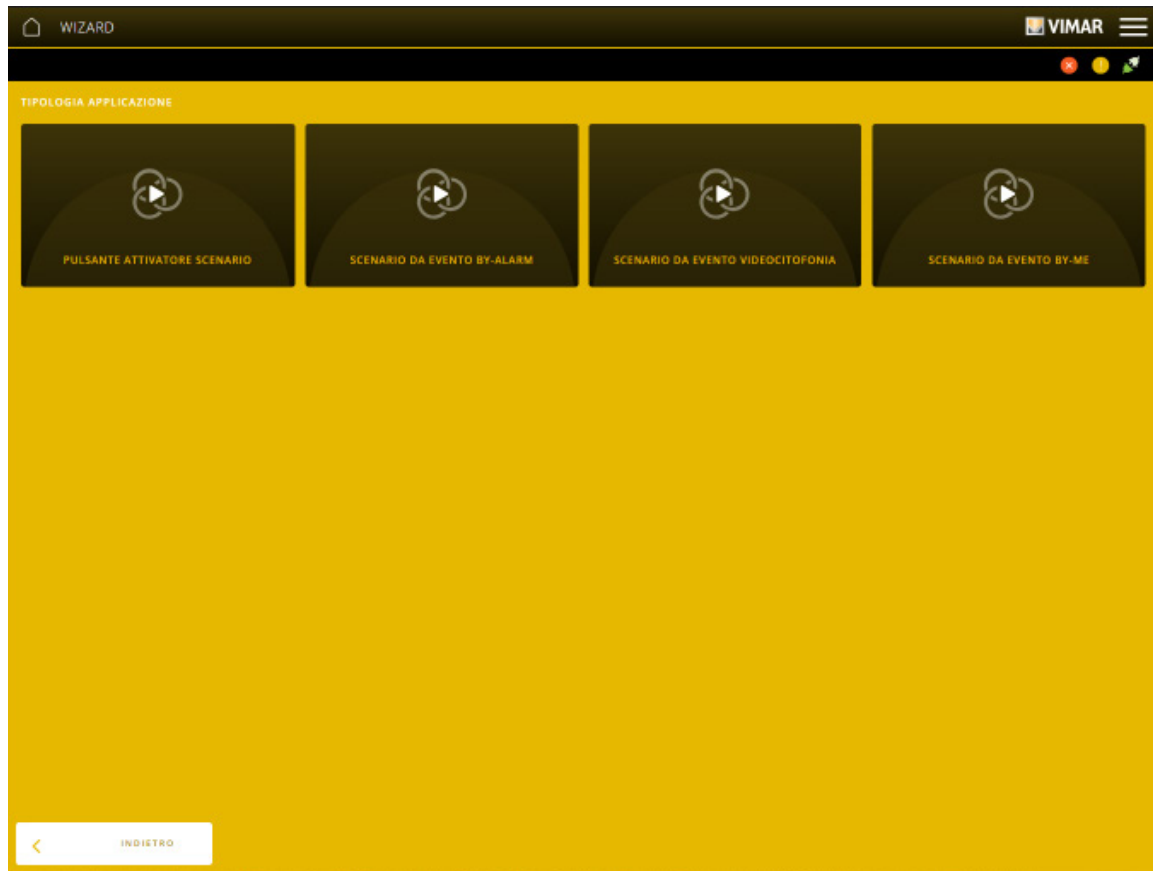 WIZARD
VIMAR
TIPOLOGIA APPLICAZIONE
PULSANTE ATTIVATORE SCENARIO
SCENARIO DA EVENTO BY-ALARM
SCENARIO DA EVENTO VIDEOCITOFONIA
SCENARIO DA EVENTO BY-ME
INDIETRO